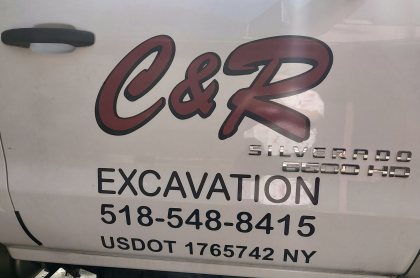 C&R
SILVERADO
6500 HD
EXCAVATION
518-548-8415
USDOT 1765742 NY